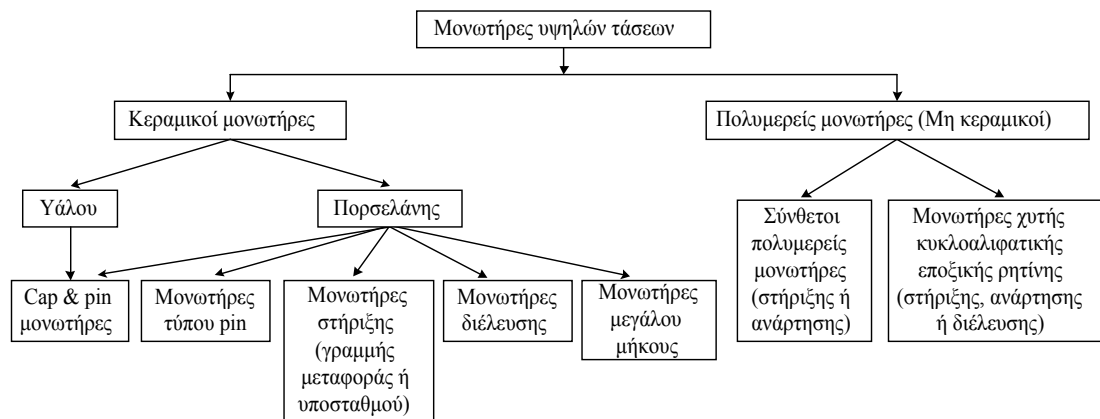 Μονωτήρες υψηλών τάσεων
Κεραμικοί μονωτήρες
Πολυμερείς μονωτήρες (Μη κεραμικοί)
Υάλου
Πορσελάνης
Σύνθετοι
πολυμερείς
μονωτήρες
(στήριξης ή
ανάρτησης)
Μονωτήρες χυτής
κυκλοαλιφατικής
εποξικής ρητίνης
(στήριξης, ανάρτησης
ή διέλευσης)
Cap & pin
μονωτήρες
Μονωτήρες
τύπου pin
Μονωτήρες
στήριξης
(γραμμής
μεταφοράς ή
υποσταθμού)
Μονωτήρες
διέλευσης
Μονωτήρες
μεγάλου
μήκους